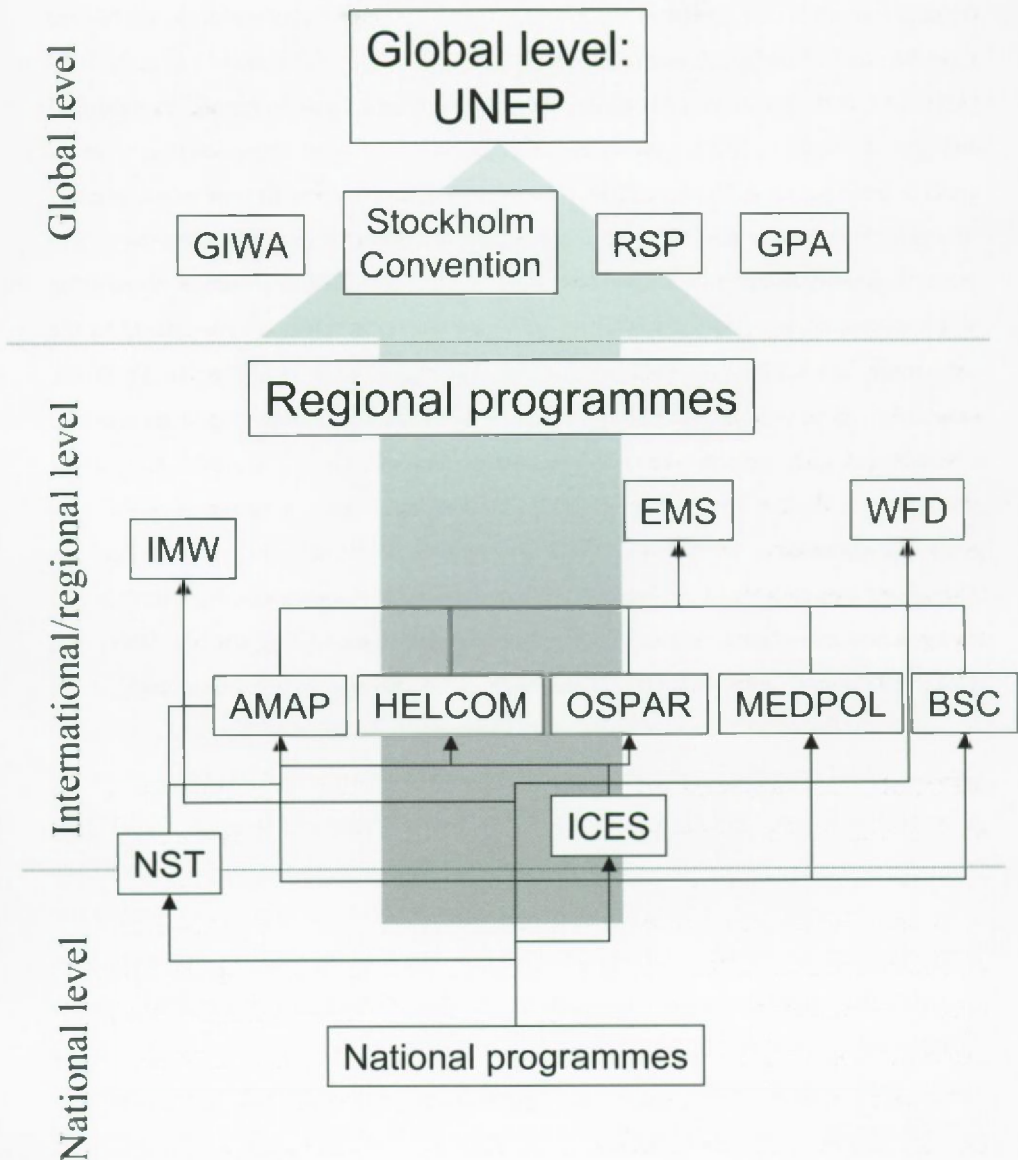 Global level
Global level:
UNEP
GIWA
Stockholm
Convention
RSP
GPA
International/regional level
Regional programmes
IMW
EMS
WFD
AMAP
HELCOM
OSPAR
MEDPOL
BSC
ICES
NST
National level
National programmes